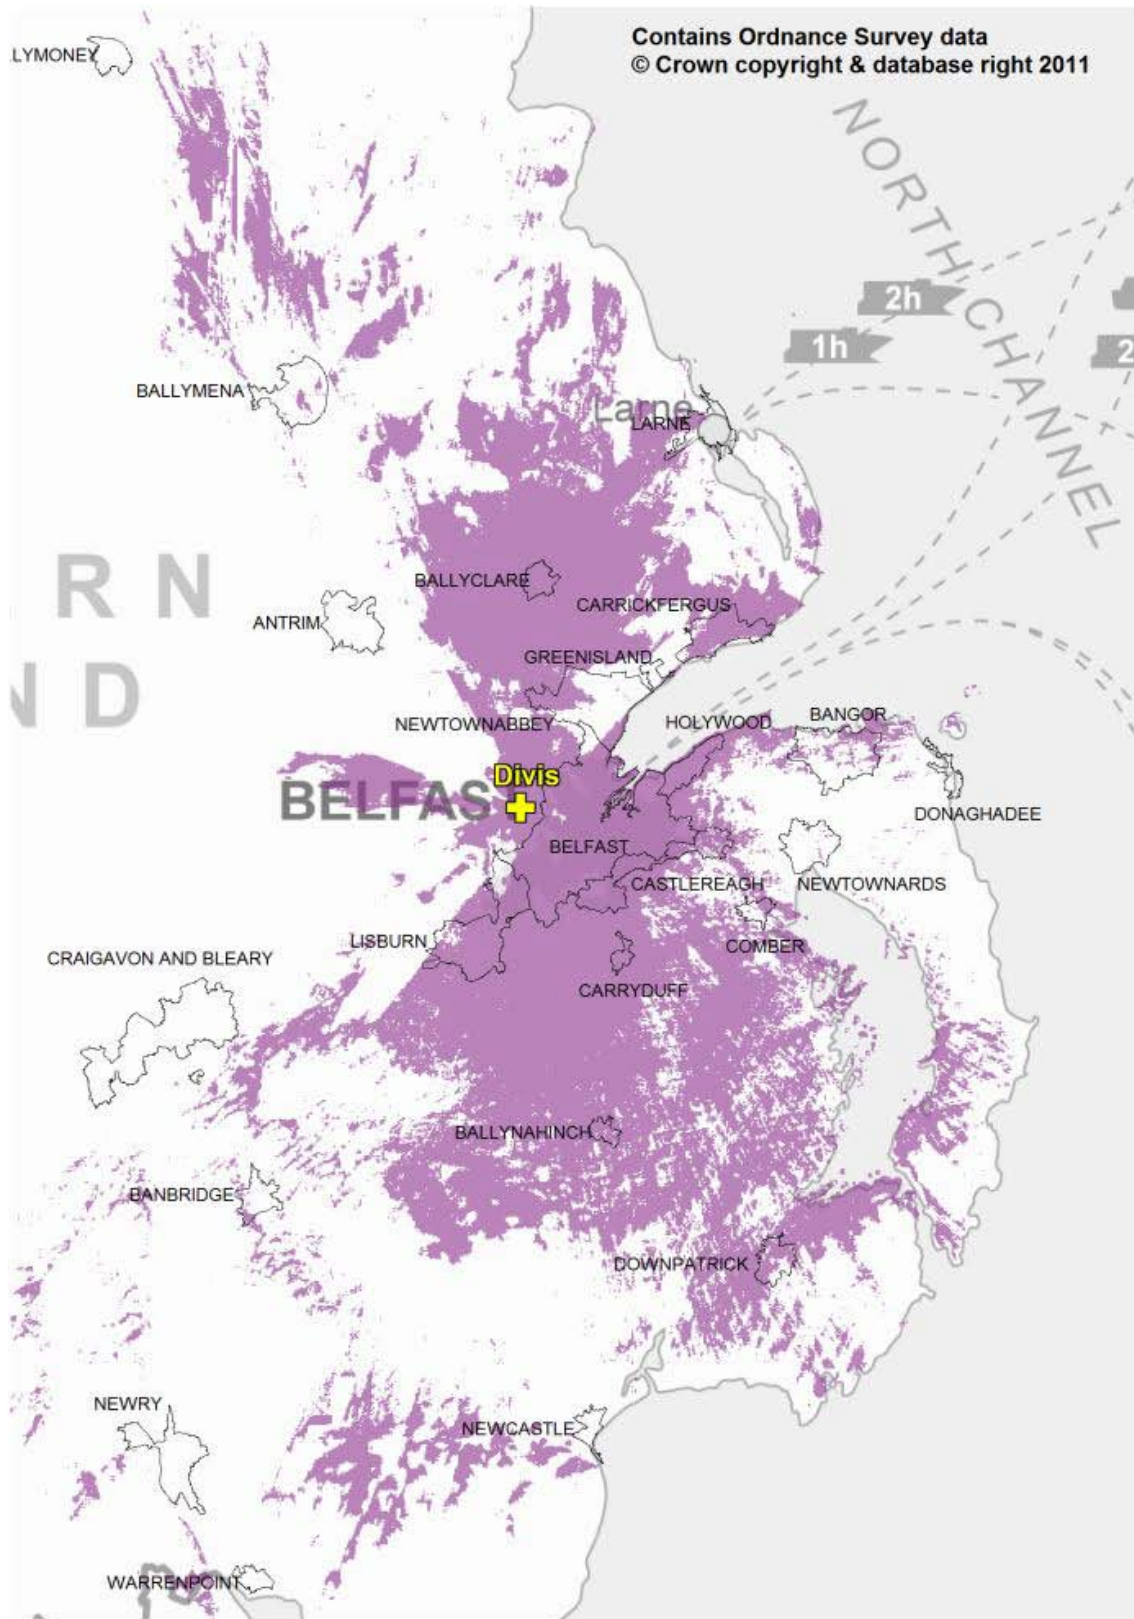 Contains Ordnance Survey data
© Crown copyright & database right 2011
LLYMONEY
NORTH CHANNEL
2h
1h
2
BALLYMENA
Larne
LARNE
R N
BALLYCLARE
CARRICKFERGUS
ANTRIM
GREENISLAND
N D
NEWTOWNABBEY
HOLYWOOD
BANGOR
Divis
BELFAS
DONAGHADEE
BELFAST
CASTLEREAGH
NEWTOWNARDS
LISBURN
COMBER
CRAIGAVON AND BLEARY
CARRYDUFF
BALLYNAHINCH
BANBRIDGE
DOWNPATRICK
NEWRY
NEWCASTLE
WARRENPOINT